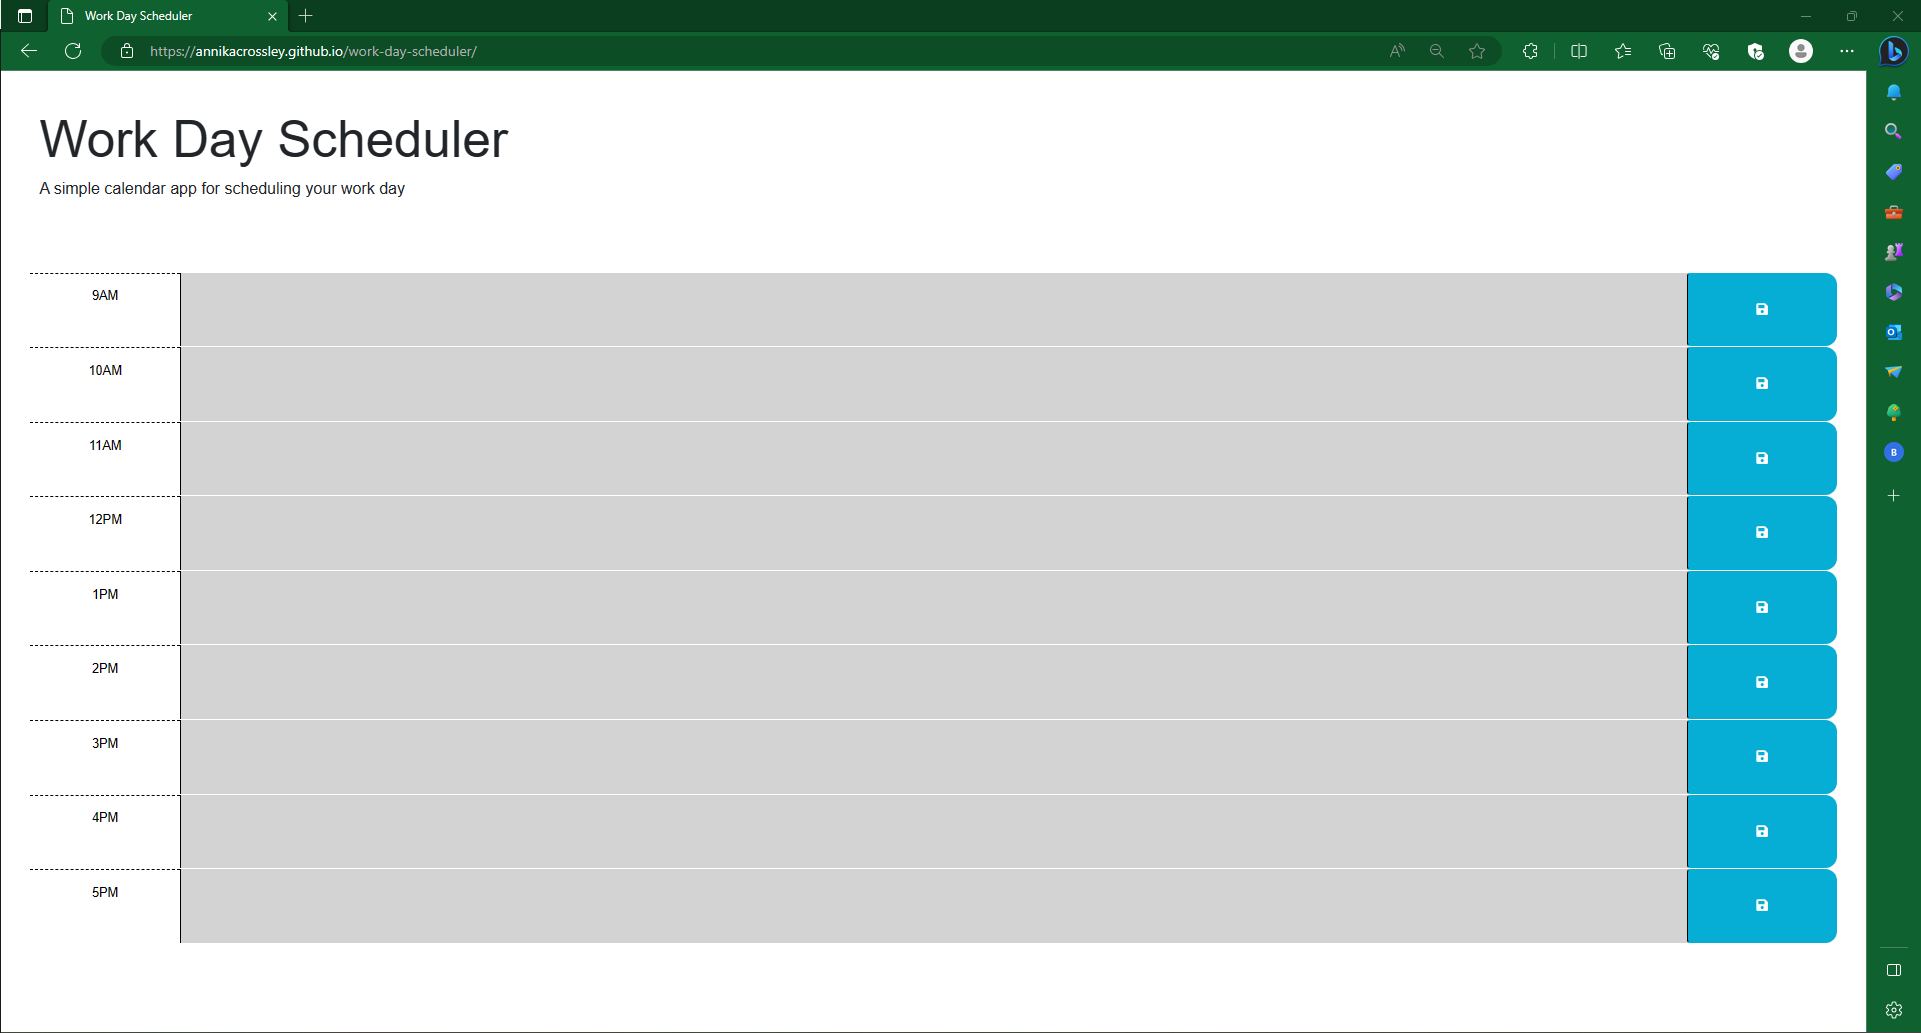 Work Day Scheduler
https://annikacrossley.github.io/work-day-scheduler/
Work Day Scheduler
A simple calendar app for scheduling your work day
9AM
10AM
11AM
12PM
1PM
2PM
3PM
4PM
5PM
B